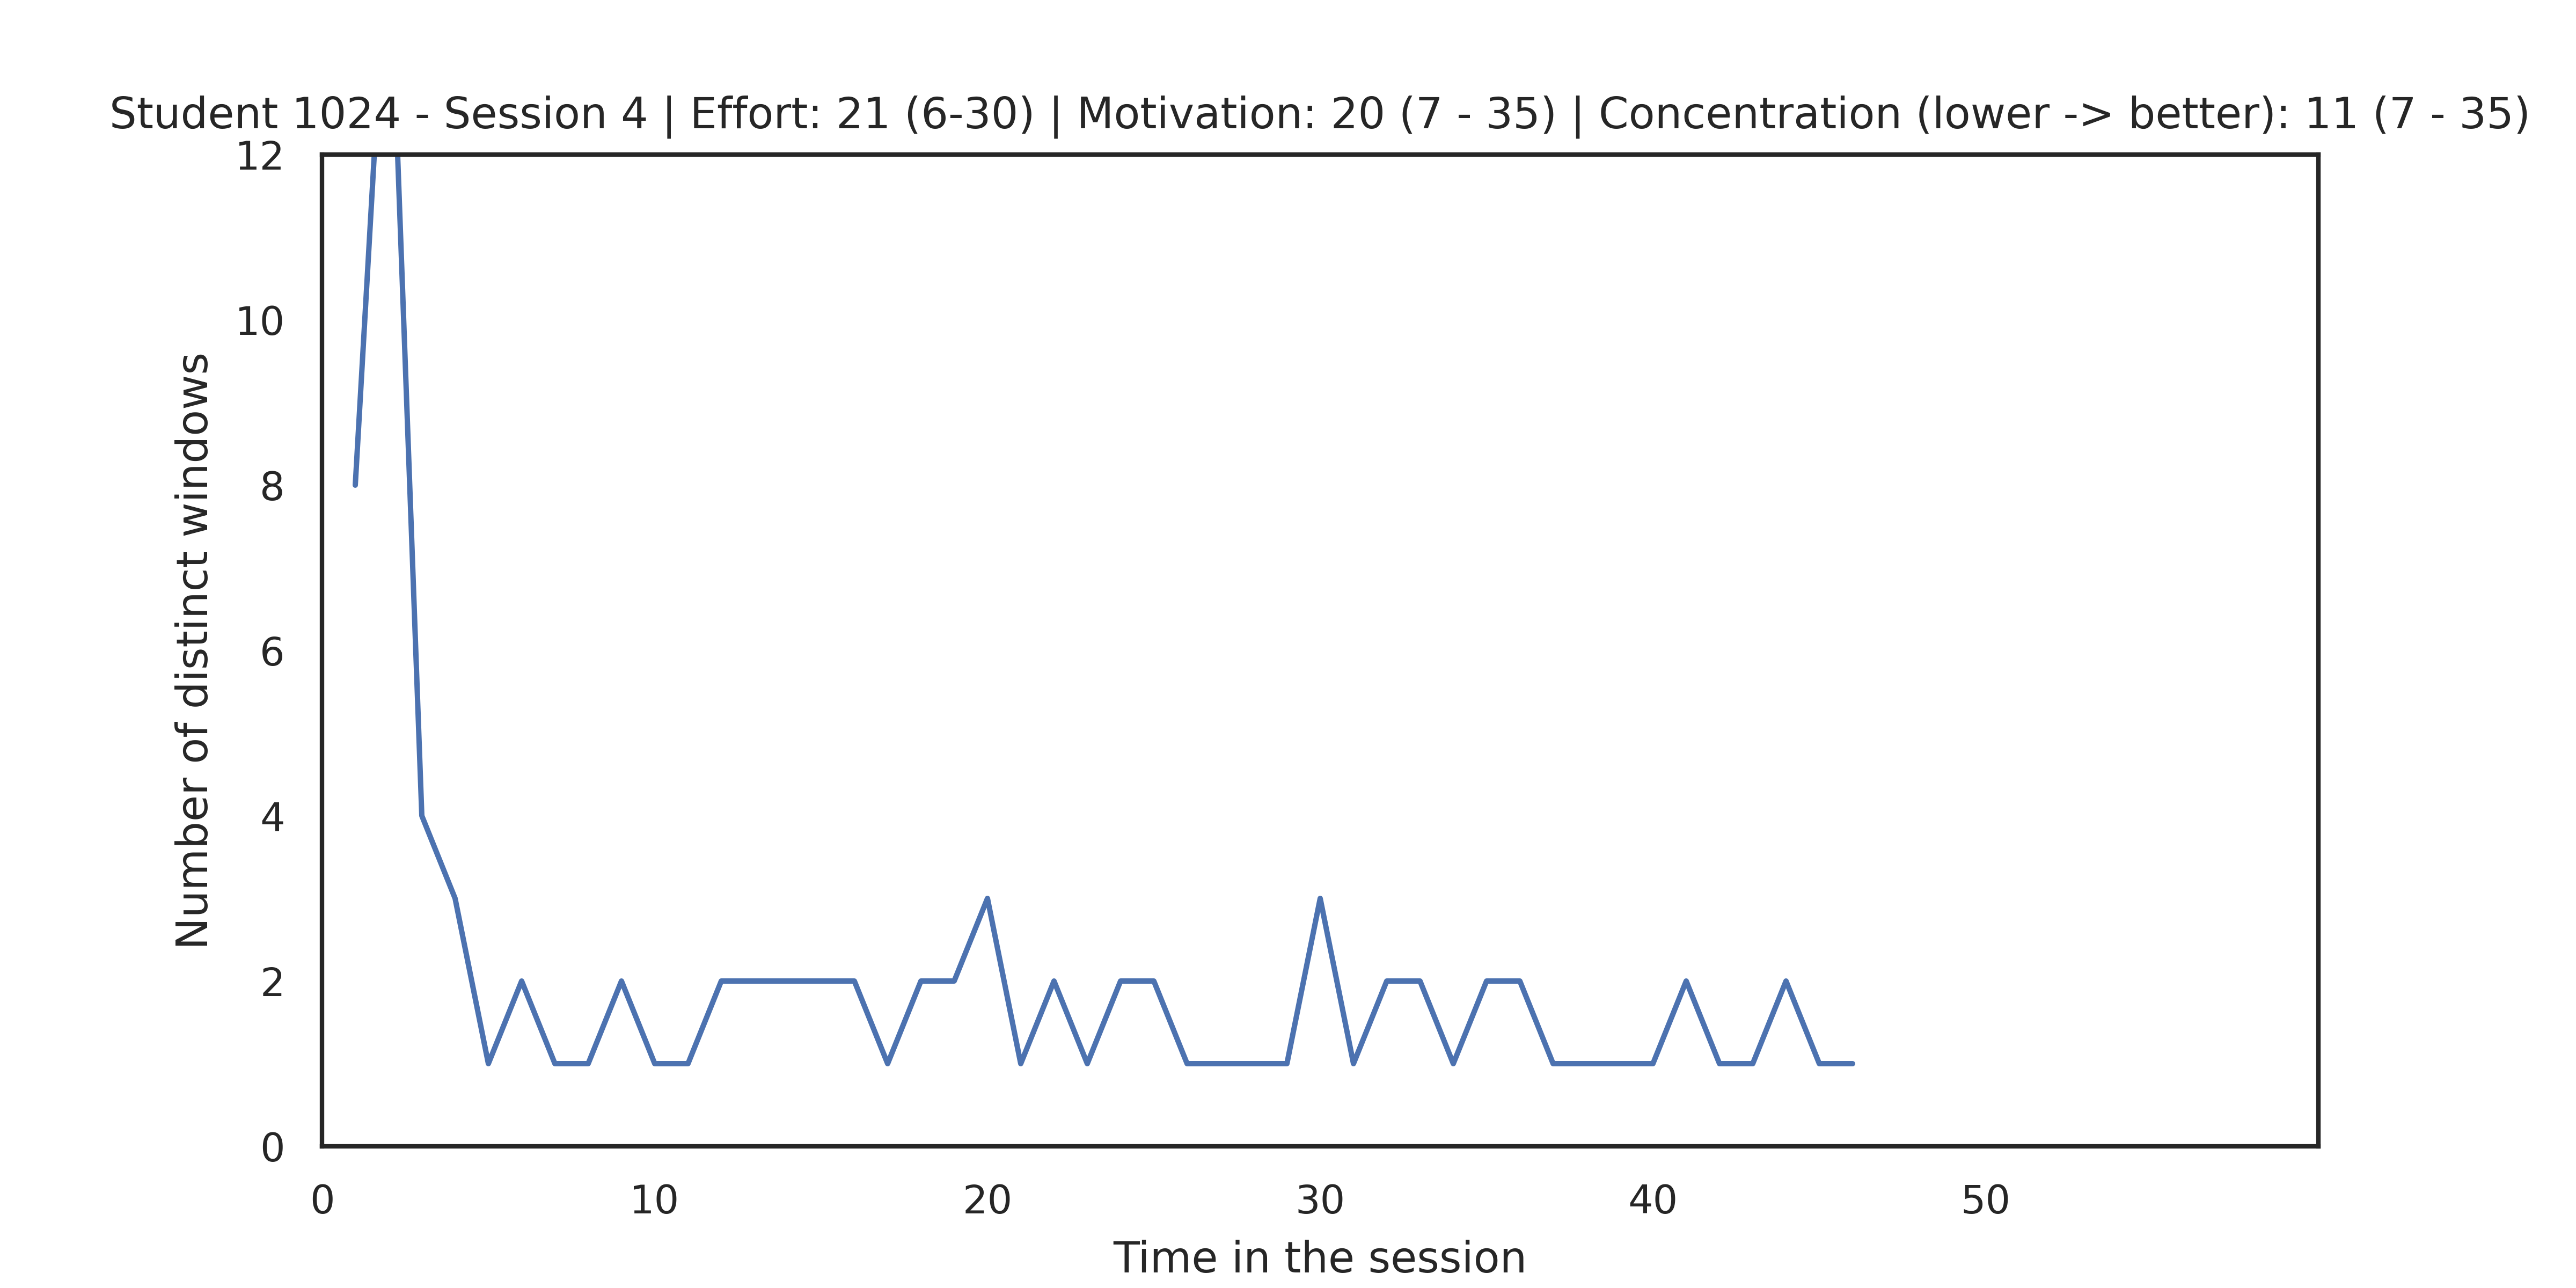 Student 1024 - Session 4 | Effort: 21 (6-30) | Motivation: 20 (7 - 35) | Concentration (lower -> better): 11 (7 - 35)
12
10
8
6
4
2
0
Number of distinct windows
0 10 20 30 40 50
Time in the session